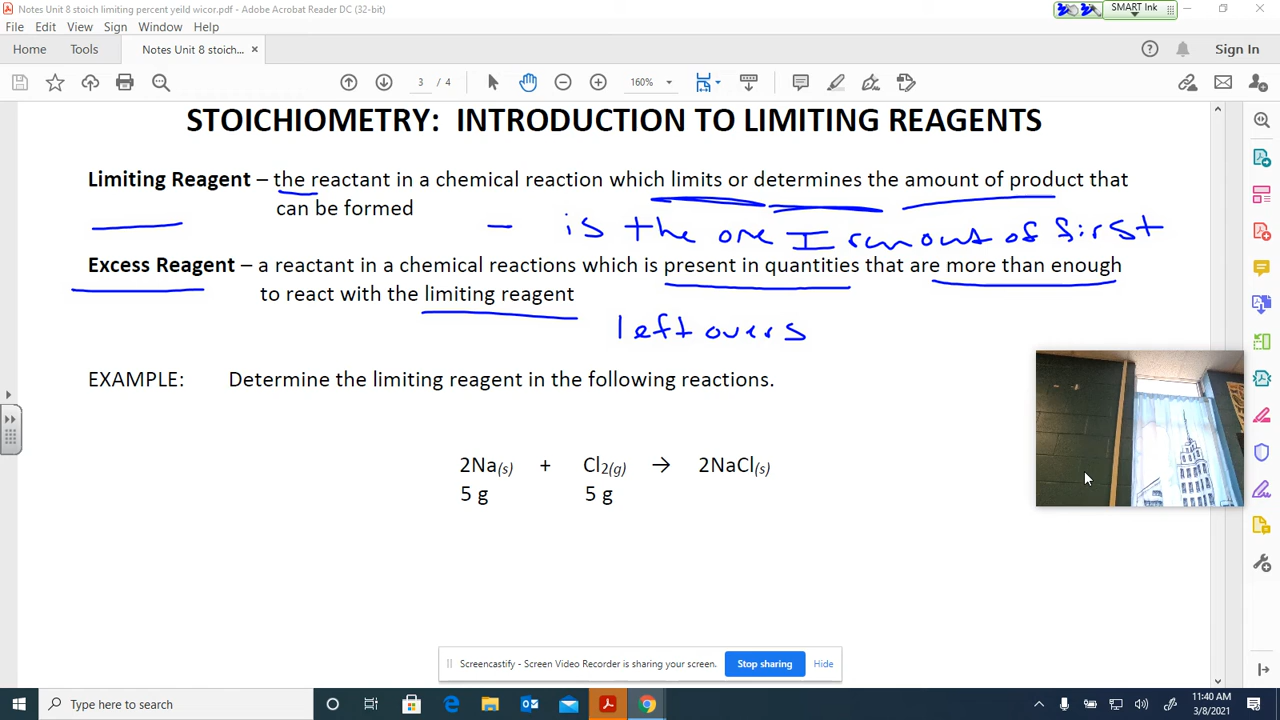 Notes Unit 8 stoich limiting percent yeild wicor.pdf - Adobe Acrobat Reader DC (32-bit)
SMART Ink
File Edit View Sign Window Help
Home Tools Notes Unit 8 stoich... × Sign In
3 / 4 160%
STOICHIOMETRY: INTRODUCTION TO LIMITING REAGENTS
Limiting Reagent – the reactant in a chemical reaction which limits or determines the amount of product that
can be formed
- is the one I run out of first
Excess Reagent – a reactant in a chemical reactions which is present in quantities that are more than enough
to react with the limiting reagent
left overs
EXAMPLE: Determine the limiting reagent in the following reactions.
2Na(s) + Cl2(g) → 2NaCl(s)
5 g 5 g
Screencastify - Screen Video Recorder is sharing your screen. Stop sharing Hide
Type here to search
11:40 AM
3/8/2021